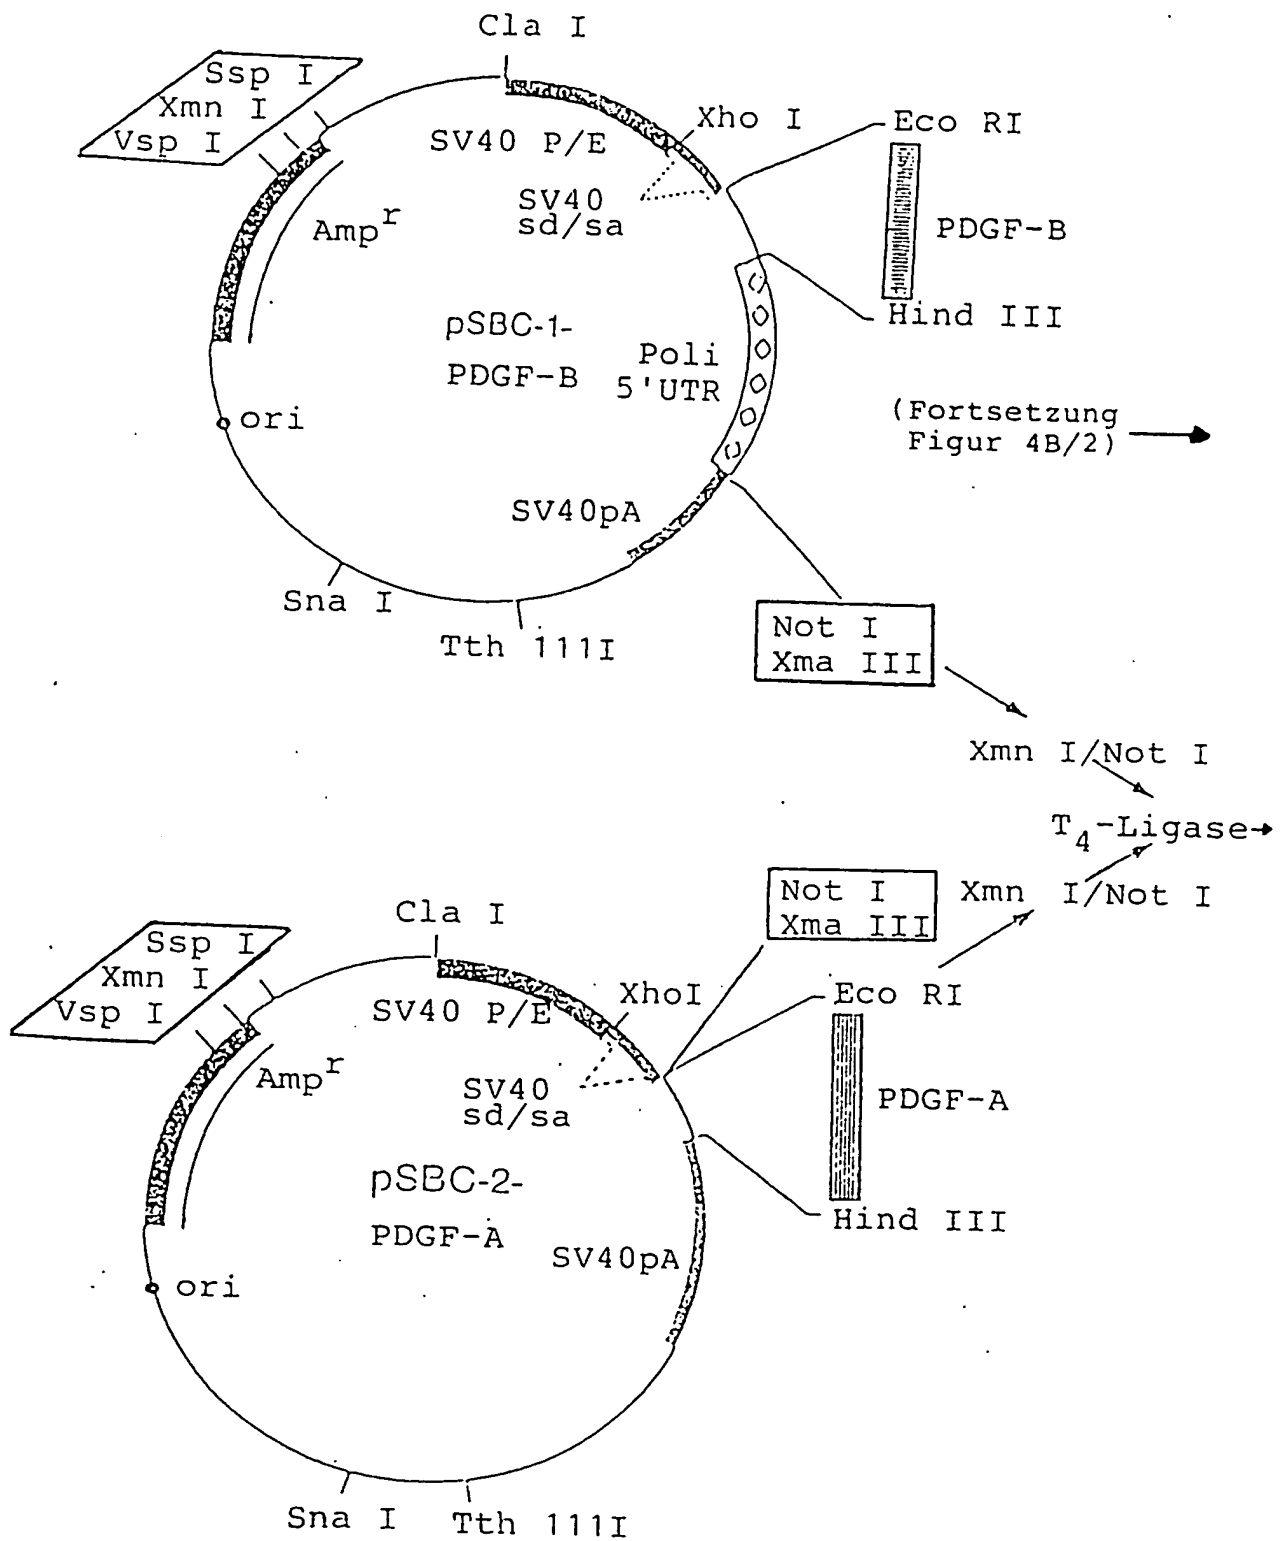 Cla I
Ssp I
Xmn I
Vsp I
SV40 P/E
Xho I
Eco RI
SV40
sd/sa
PDGF-B
Amp^r
Hind III
pSBC-1-
PDGF-B
Poli
5'UTR
ori
(Fortsetzung
Figur 4B/2)
SV40pA
Sna I
Tth 111I
Not I
Xma III
Xmn I/Not I
T4-Ligase
Not I
Xma III
Xmn I/Not I
Cla I
Ssp I
Xmn I
Vsp I
SV40 P/E
XhoI
Eco RI
Amp^r
SV40
sd/sa
PDGF-A
pSBC-2-
PDGF-A
Hind III
SV40pA
ori
Sna I
Tth 111I